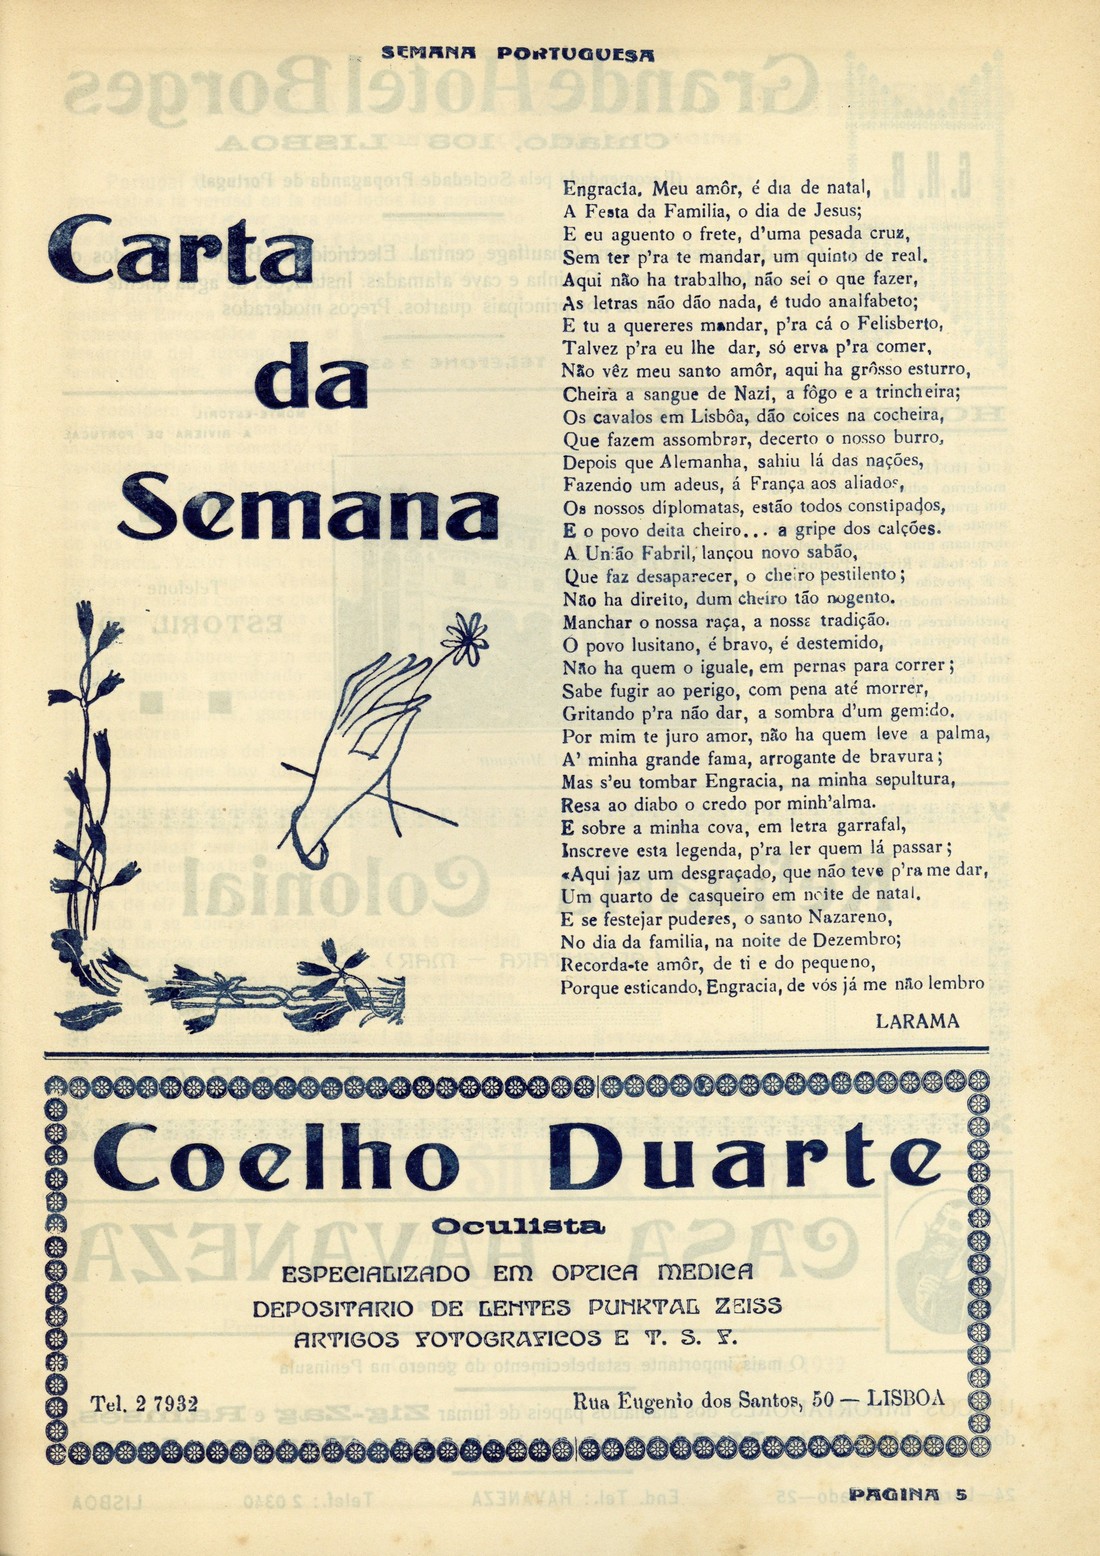 SEMANA PORTUGUESA
Carta
da
Semana
Engracia. Meu amôr, é dia de natal,
A Festa da Familia, o dia de Jesus;
E eu aguento o frete, d'uma pesada cruz,
Sem ter p'ra te mandar, um quinto de real.
Aqui não ha trabalho, não sei o que fazer,
As letras não dão nada, é tudo analfabeto;
E tu a quereres mandar, p'ra cá o Felisberto,
Talvez p'ra eu lhe dar, só erva p'ra comer,
Não vêz meu santo amôr, aqui ha grôsso esturro,
Cheira a sangue de Nazi, a fôgo e a trincheira;
Os cavalos em Lisbôa, dão coices na cocheira,
Que fazem assombrar, decerto o nosso burro,
Depois que Alemanha, sahiu lá das nações,
Fazendo um adeus, á França aos aliados,
Os nossos diplomatas, estão todos constipados,
E o povo deita cheiro... a gripe dos calções.
A União Fabril, lançou novo sabão,
Que faz desaparecer, o cheiro pestilento;
Não ha direito, dum cheiro tão nogento.
Manchar o nossa raça, a nossa tradição.
O povo lusitano, é bravo, é destemido,
Não ha quem o iguale, em pernas para correr;
Sabe fugir ao perigo, com pena até morrer,
Gritando p'ra não dar, a sombra d'um gemido.
Por mim te juro amor, não ha quem leve a palma,
A' minha grande fama, arrogante de bravura;
Mas s'eu tombar Engracia, na minha sepultura,
Resa ao diabo o credo por minh'alma.
E sobre a minha cova, em letra garrafal,
Inscreve esta legenda, p'ra ler quem lá passar;
«Aqui jaz um desgraçado, que não teve p'ra me dar,
Um quarto de casqueiro em noite de natal.
E se festejar puderes, o santo Nazareno,
No dia da familia, na noite de Dezembro;
Recorda-te amôr, de ti e do pequeno,
Porque esticando, Engracia, de vós já me não lembro
LARAMA
Coelho Duarte
Oculista
ESPECIALIZADO EM OPTICA MEDICA
DEPOSITARIO DE LENTES PUNKTAL ZEISS
ARTIGOS FOTOGRAFICOS E T. S. F.
Tel. 2 7932
Rua Eugenio dos Santos, 50 — LISBOA
PAGINA 5